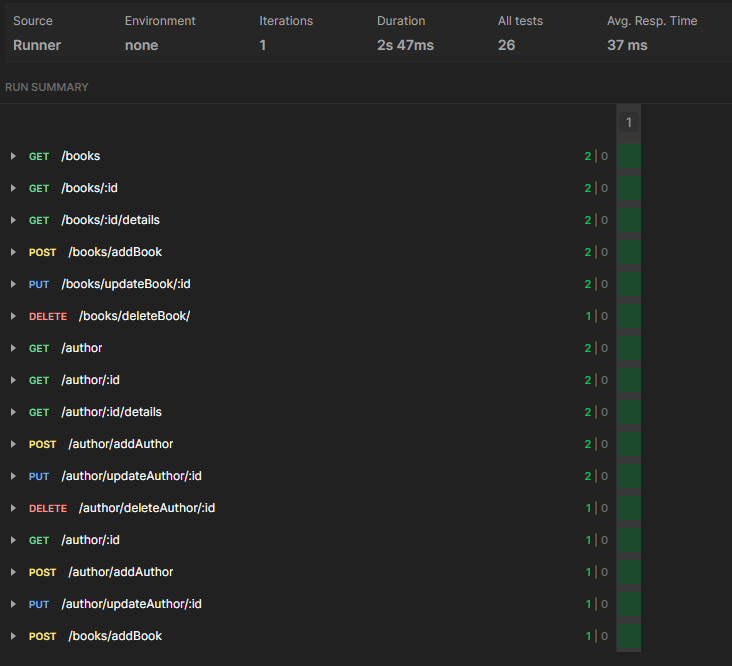 Source Environment Iterations Duration All tests Avg. Resp. Time
Runner none 1 2s 47ms 26 37 ms
RUN SUMMARY
1
GET /books 2 | 0
GET /books/:id 2 | 0
GET /books/:id/details 2 | 0
POST /books/addBook 2 | 0
PUT /books/updateBook/:id 2 | 0
DELETE /books/deleteBook/ 1 | 0
GET /author 2 | 0
GET /author/:id 2 | 0
GET /author/:id/details 2 | 0
POST /author/addAuthor 2 | 0
PUT /author/updateAuthor/:id 2 | 0
DELETE /author/deleteAuthor/:id 1 | 0
GET /author/:id 1 | 0
POST /author/addAuthor 1 | 0
PUT /author/updateAuthor/:id 1 | 0
POST /books/addBook 1 | 0